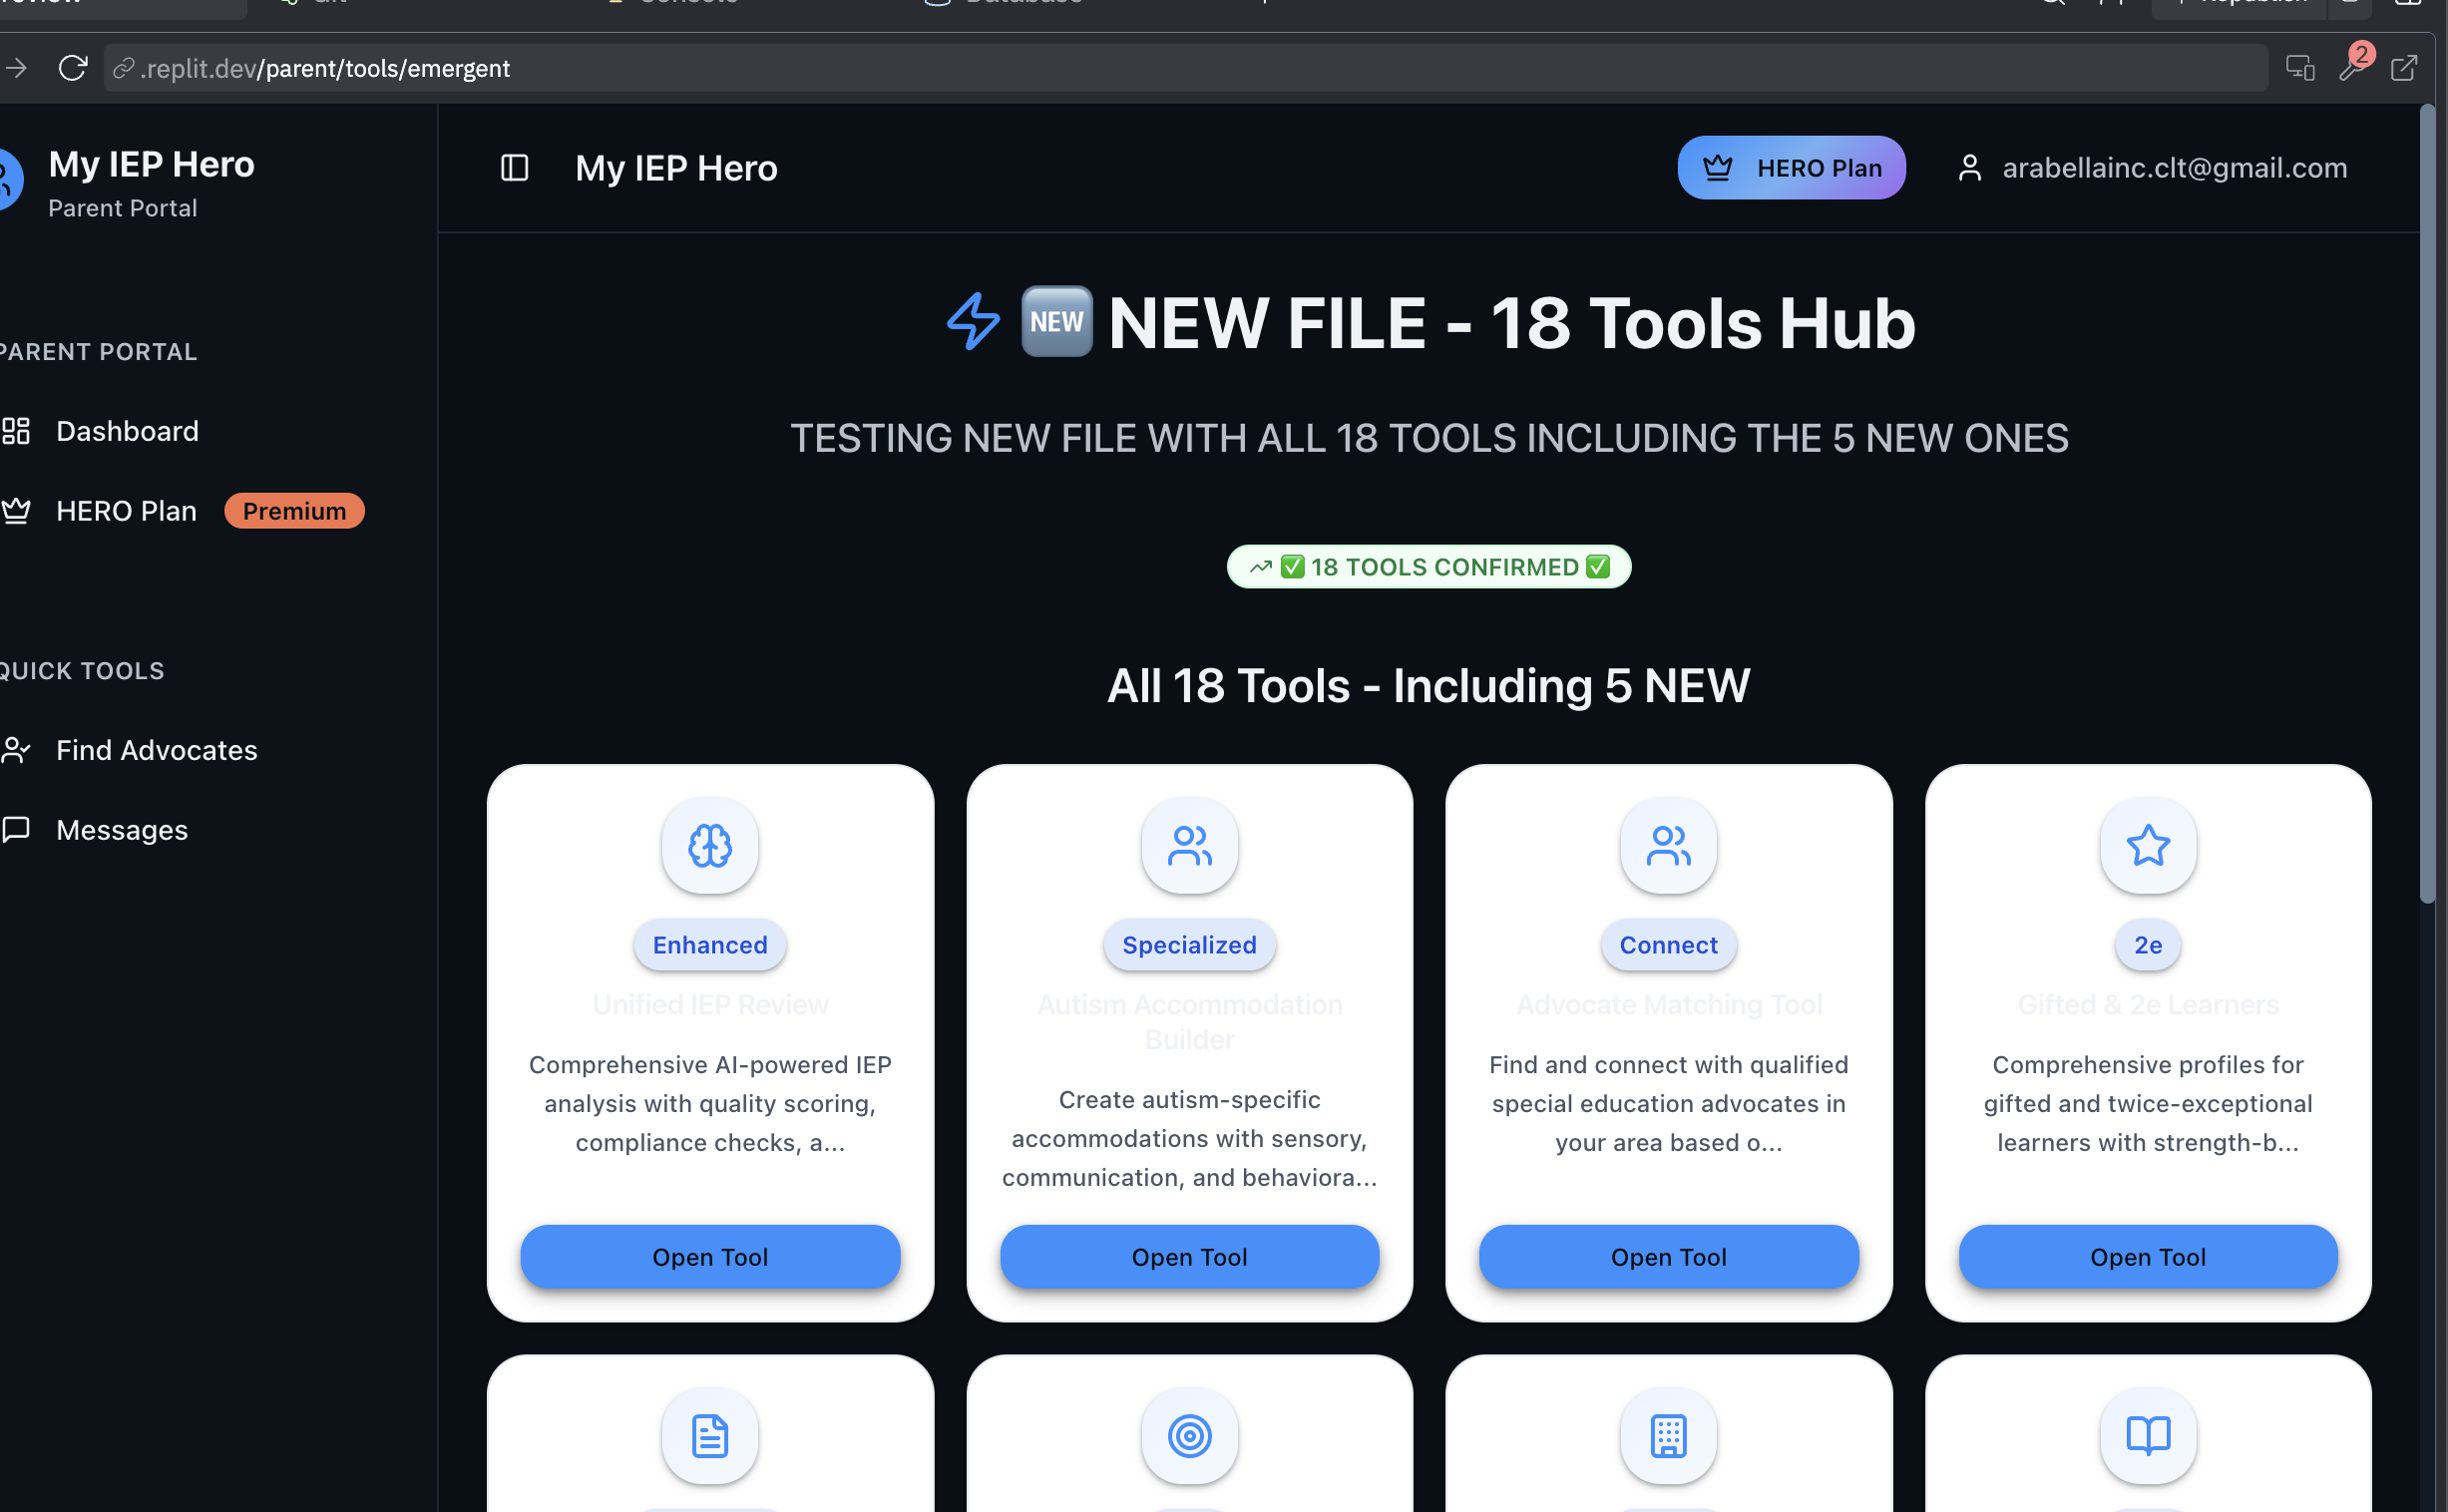 Republish
.replit.dev/parent/tools/emergent
2
My IEP Hero
Parent Portal
My IEP Hero
HERO Plan
arabellainc.clt@gmail.com
PARENT PORTAL
Dashboard
HERO Plan
Premium
QUICK TOOLS
Find Advocates
Messages
NEW NEW FILE - 18 Tools Hub
TESTING NEW FILE WITH ALL 18 TOOLS INCLUDING THE 5 NEW ONES
18 TOOLS CONFIRMED
All 18 Tools - Including 5 NEW
Enhanced
Unified IEP Review
Comprehensive AI-powered IEP
analysis with quality scoring,
compliance checks, a...
Open Tool
Specialized
Autism Accommodation
Builder
Create autism-specific
accommodations with sensory,
communication, and behaviora...
Open Tool
Connect
Advocate Matching Tool
Find and connect with qualified
special education advocates in
your area based o...
Open Tool
2e
Gifted & 2e Learners
Comprehensive profiles for
gifted and twice-exceptional
learners with strength-b...
Open Tool